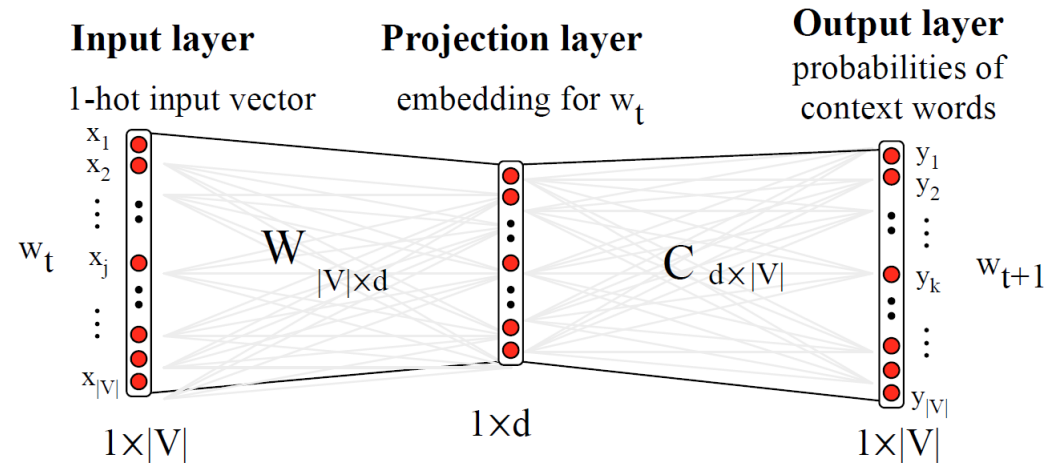 Input layer
1-hot input vector
Projection layer
embedding for wₜ
Output layer
probabilities of
context words
x₁
x₂
⋮
xⱼ
⋮
x|V|
wₜ
W |V|×d
C d×|V|
y₁
y₂
⋮
yₖ
⋮
y|V|
wₜ₊₁
1×|V|
1×d
1×|V|